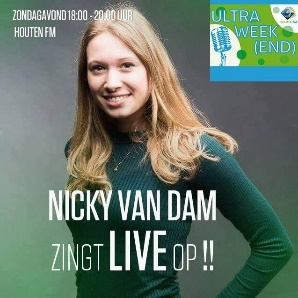 ZONDAGAVOND 18:00 - 20:00 UUR
HOUTEN FM
ULTRA
WEEK
(END)
NICKY VAN DAM
ZINGT LIVE OP !!